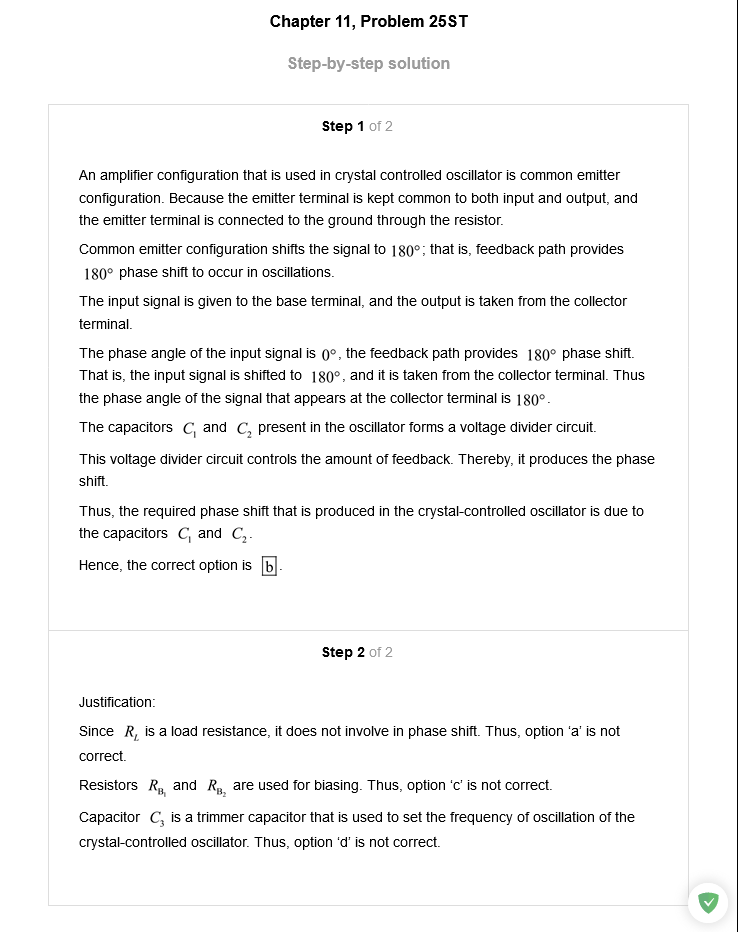 Chapter 11, Problem 25ST
Step-by-step solution
Step 1 of 2
An amplifier configuration that is used in crystal controlled oscillator is common emitter
configuration. Because the emitter terminal is kept common to both input and output, and
the emitter terminal is connected to the ground through the resistor.
Common emitter configuration shifts the signal to 180°; that is, feedback path provides
180° phase shift to occur in oscillations.
The input signal is given to the base terminal, and the output is taken from the collector
terminal.
The phase angle of the input signal is 0°, the feedback path provides 180° phase shift.
That is, the input signal is shifted to 180°, and it is taken from the collector terminal. Thus
the phase angle of the signal that appears at the collector terminal is 180°.
The capacitors C₁ and C₂ present in the oscillator forms a voltage divider circuit.
This voltage divider circuit controls the amount of feedback. Thereby, it produces the phase
shift.
Thus, the required phase shift that is produced in the crystal-controlled oscillator is due to
the capacitors C₁ and C₂.
Hence, the correct option is b.
Step 2 of 2
Justification:
Since R_L is a load resistance, it does not involve in phase shift. Thus, option ‘a’ is not
correct.
Resistors R_B₁ and R_B₂ are used for biasing. Thus, option ‘c’ is not correct.
Capacitor C₃ is a trimmer capacitor that is used to set the frequency of oscillation of the
crystal-controlled oscillator. Thus, option ‘d’ is not correct.